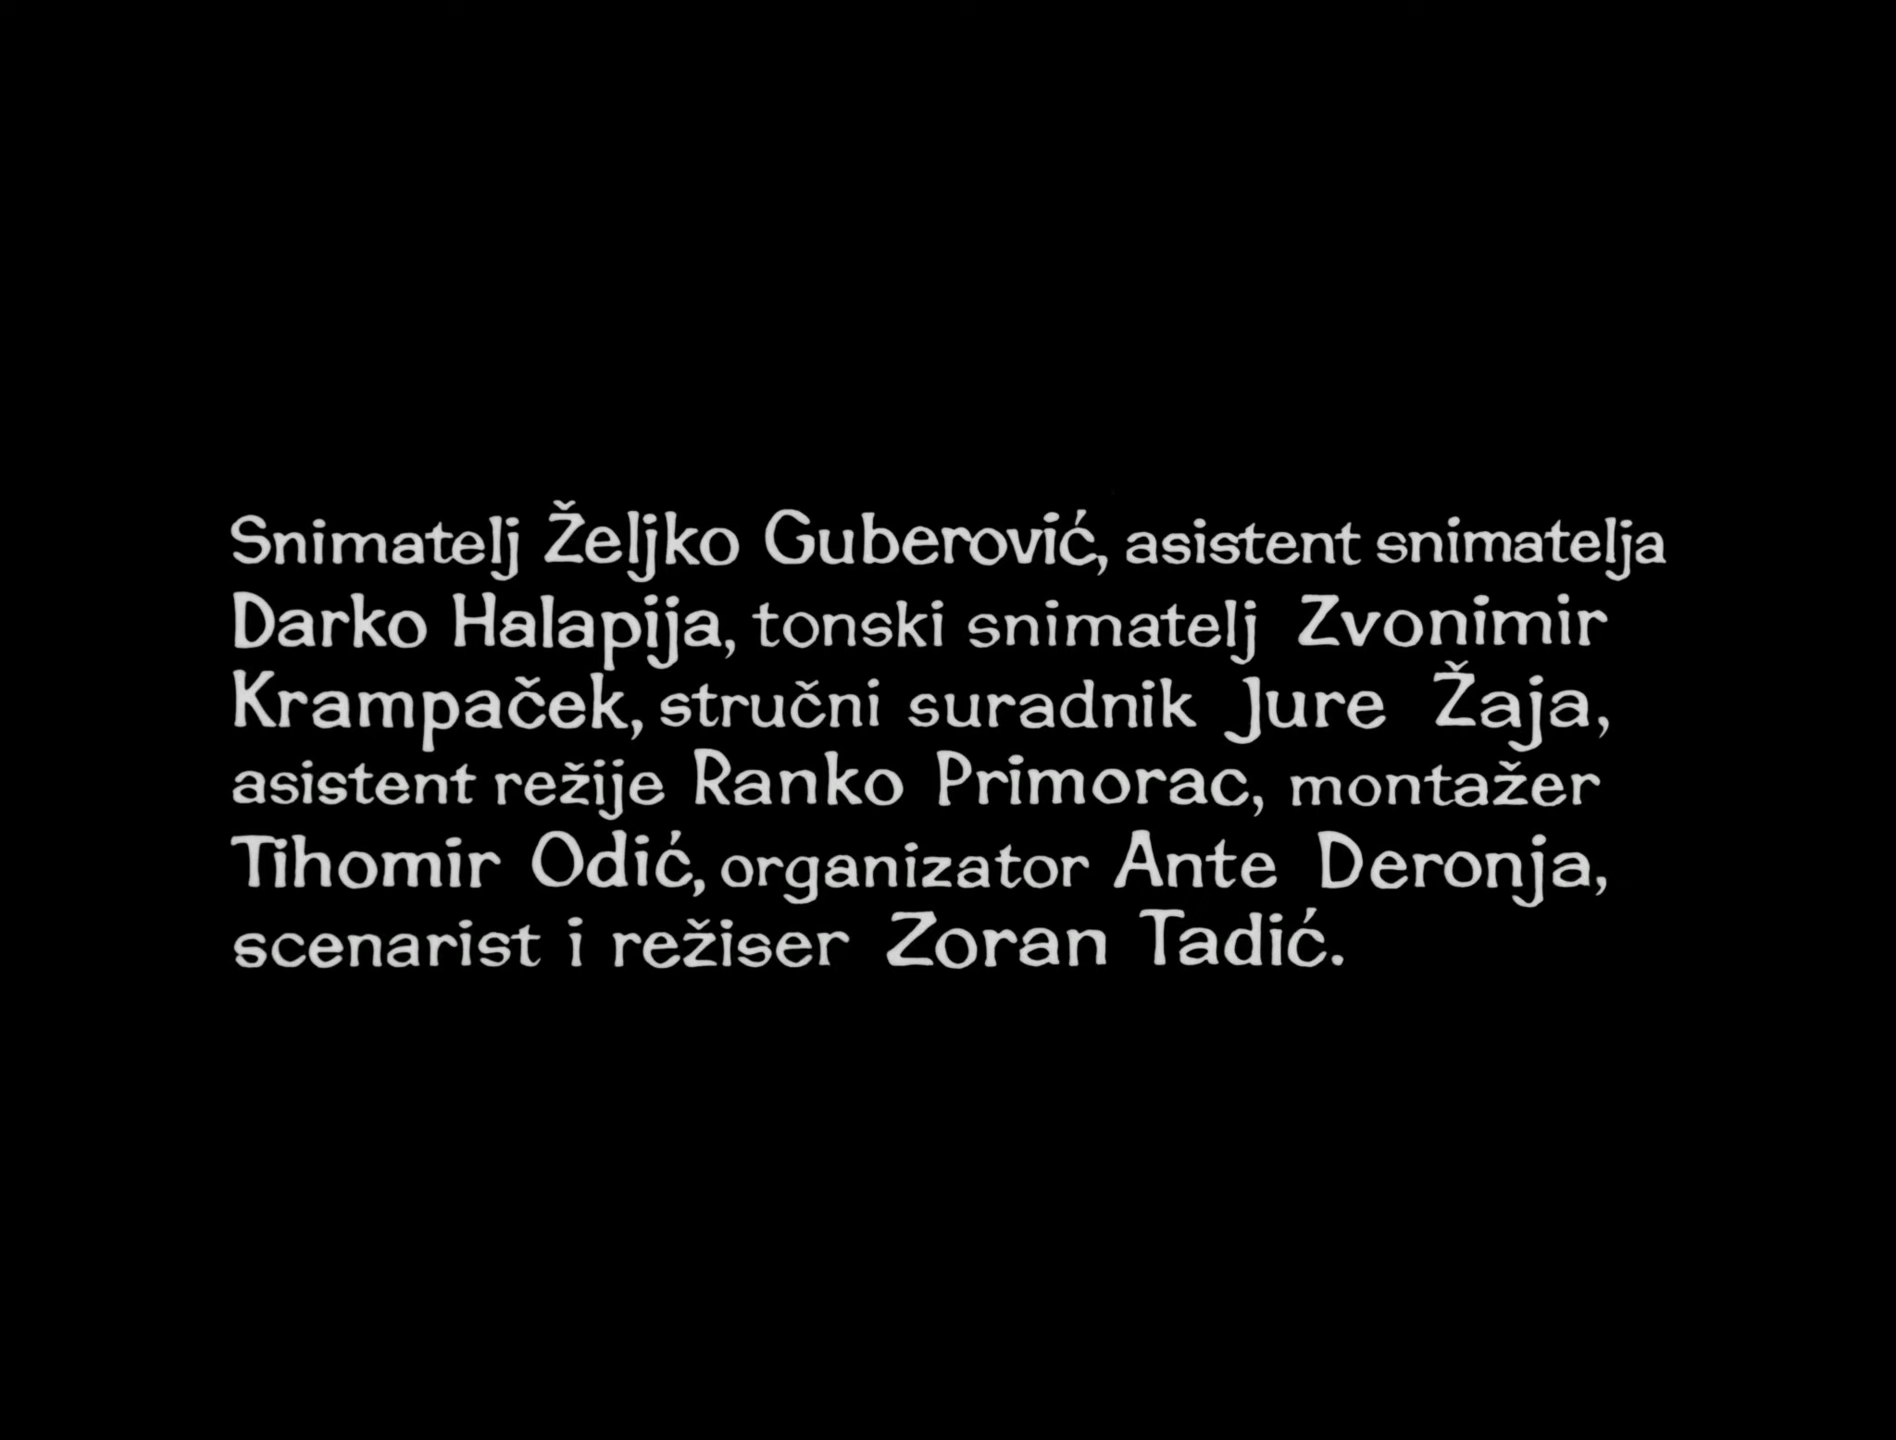 Snimatelj Željko Guberović, asistent snimatelja
Darko Halapija, tonski snimatelj Zvonimir
Krampaček, stručni suradnik Jure Žaja,
asistent režije Ranko Primorac, montažer
Tihomir Odić, organizator Ante Deronja,
scenarist i režiser Zoran Tadić.